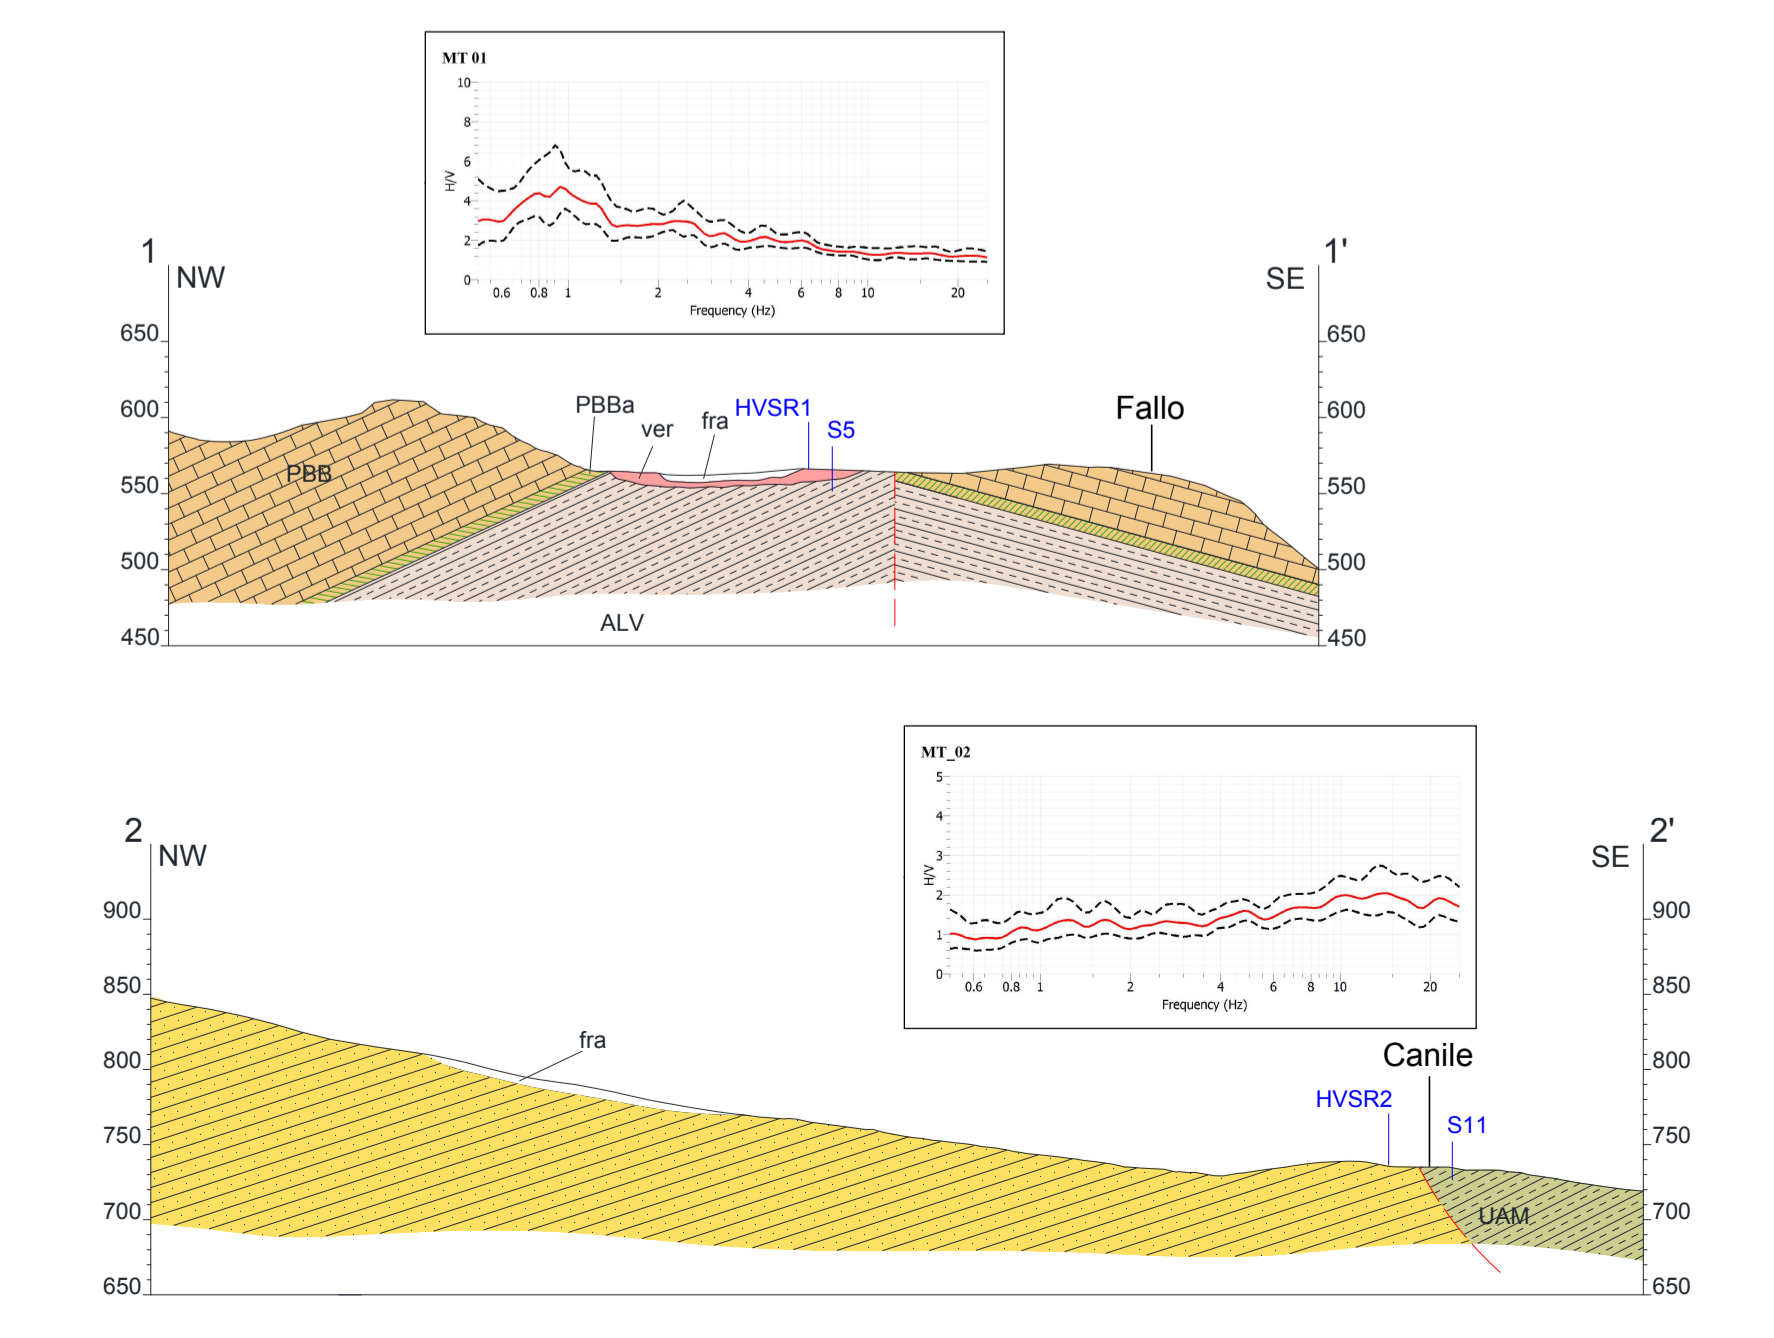 MT 01
10
8
6
4
2
0
H/V
0.6 0.8 1 2 4 6 8 10 20
Frequency (Hz)
1 1'
NW SE
650 650
600 600
550 550
500 500
450 450
PBBa
ver
fra
HVSR1
S5
Fallo
PBB
ALV
MT_02
5
4
3
2
1
0
H/V
0.6 0.8 1 2 4 6 8 10 20
Frequency (Hz)
2 2'
NW SE
900 900
850 850
800 800
750 750
700 700
650 650
fra
Canile
HVSR2
S11
UAM